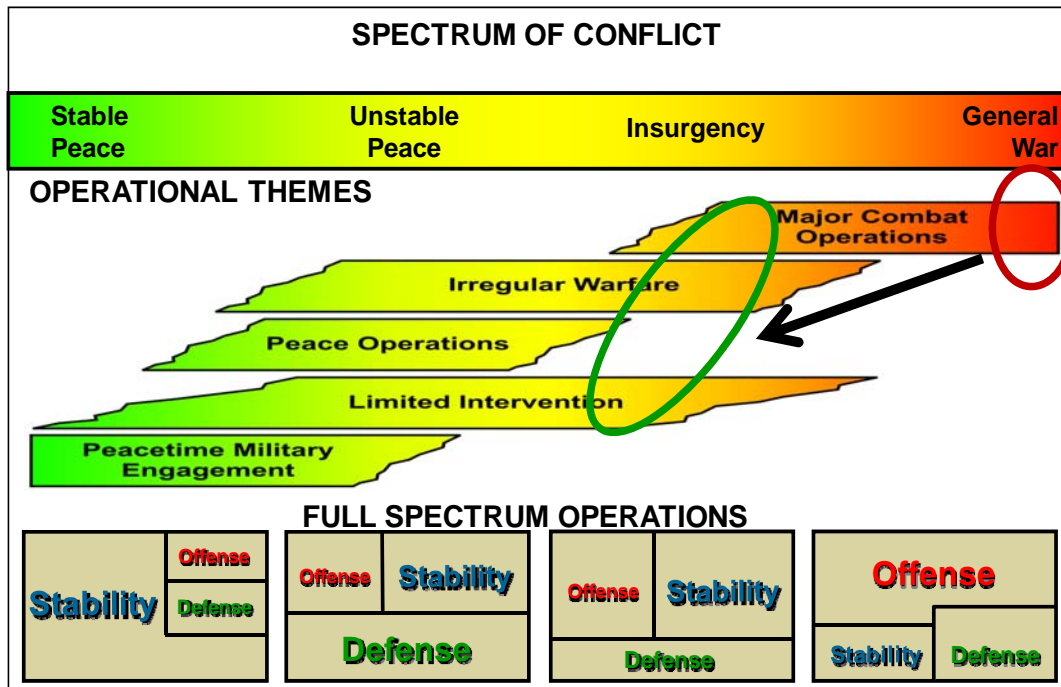 SPECTRUM OF CONFLICT
Stable
Peace
Unstable
Peace
Insurgency
General
War
OPERATIONAL THEMES
Major Combat
Operations
Irregular Warfare
Peace Operations
Limited Intervention
Peacetime Military
Engagement
FULL SPECTRUM OPERATIONS
Stability
Offense
Defense
Offense
Stability
Defense
Offense
Stability
Defense
Offense
Stability
Defense